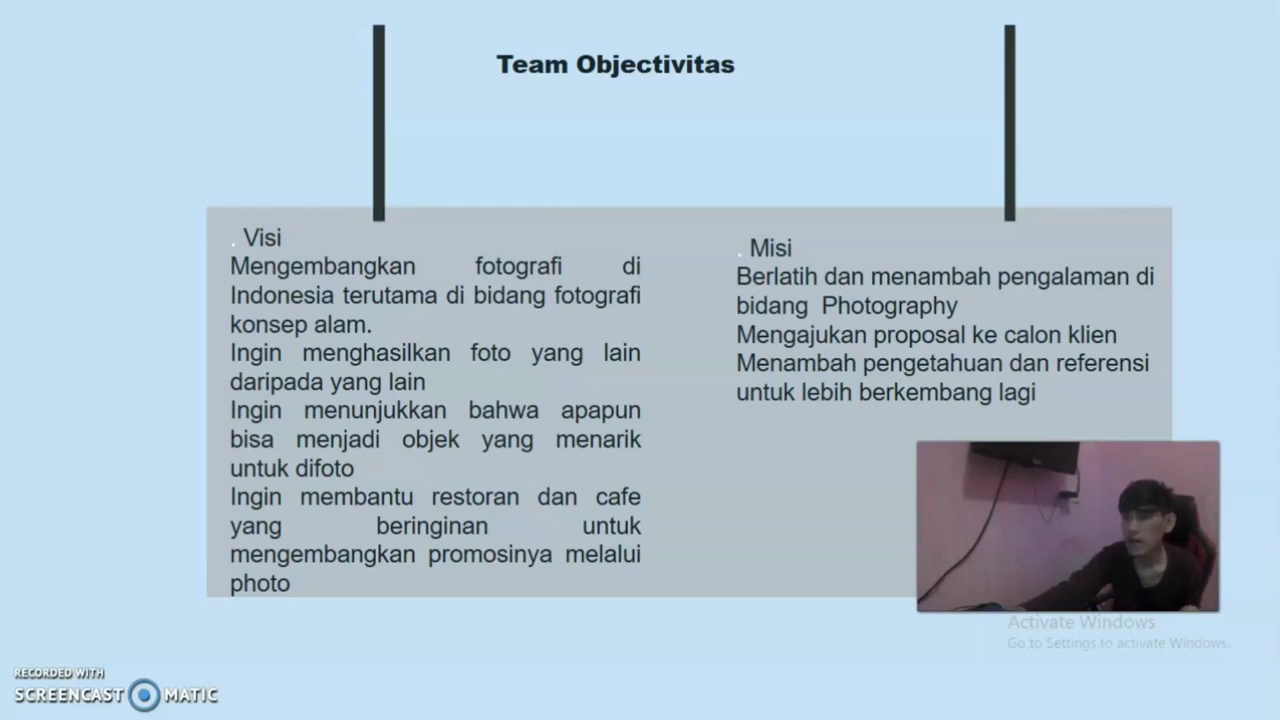 Team Objectivitas
. Visi
Mengembangkan fotografi di
Indonesia terutama di bidang fotografi
konsep alam.
Ingin menghasilkan foto yang lain
daripada yang lain
Ingin menunjukkan bahwa apapun
bisa menjadi objek yang menarik
untuk difoto
Ingin membantu restoran dan cafe
yang beringinan untuk
mengembangkan promosinya melalui
photo
. Misi
Berlatih dan menambah pengalaman di
bidang Photography
Mengajukan proposal ke calon klien
Menambah pengetahuan dan referensi
untuk lebih berkembang lagi
Activate Windows
Go to Settings to activate Windows.
RECORDED WITH
SCREENCAST MATIC